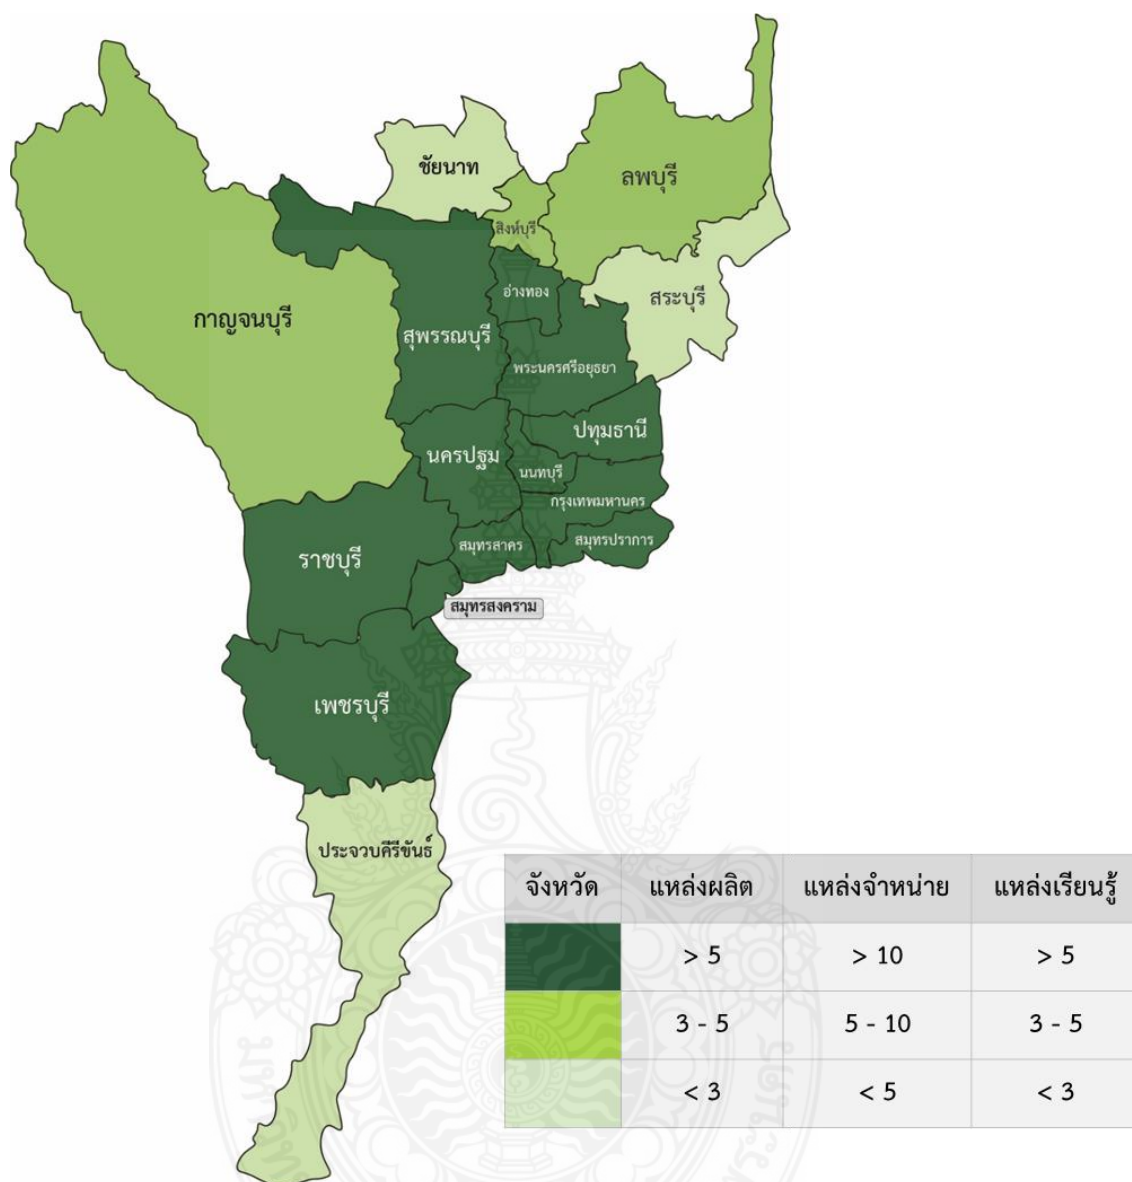 ชัยนาท
ลพบุรี
สิงห์บุรี
อ่างทอง
สระบุรี
กาญจนบุรี
สุพรรณบุรี
พระนครศรีอยุธยา
ปทุมธานี
นครปฐม
นนทบุรี
กรุงเทพมหานคร
ราชบุรี
สมุทรสาคร
สมุทรปราการ
สมุทรสงคราม
เพชรบุรี
ประจวบคีรีขันธ์
จังหวัด แหล่งผลิต แหล่งจำหน่าย แหล่งเรียนรู้
> 5 > 10 > 5
3 - 5 5 - 10 3 - 5
< 3 < 5 < 3